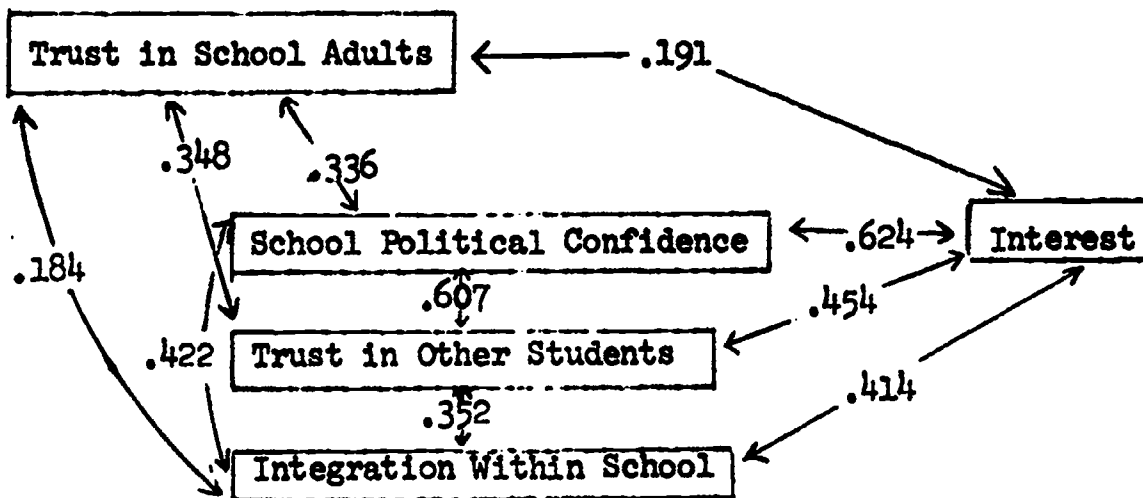 Trust in School Adults
.191
.348
.336
School Political Confidence
.624
Interest
.184
.607
.454
.422
Trust in Other Students
.352
.414
Integration Within School